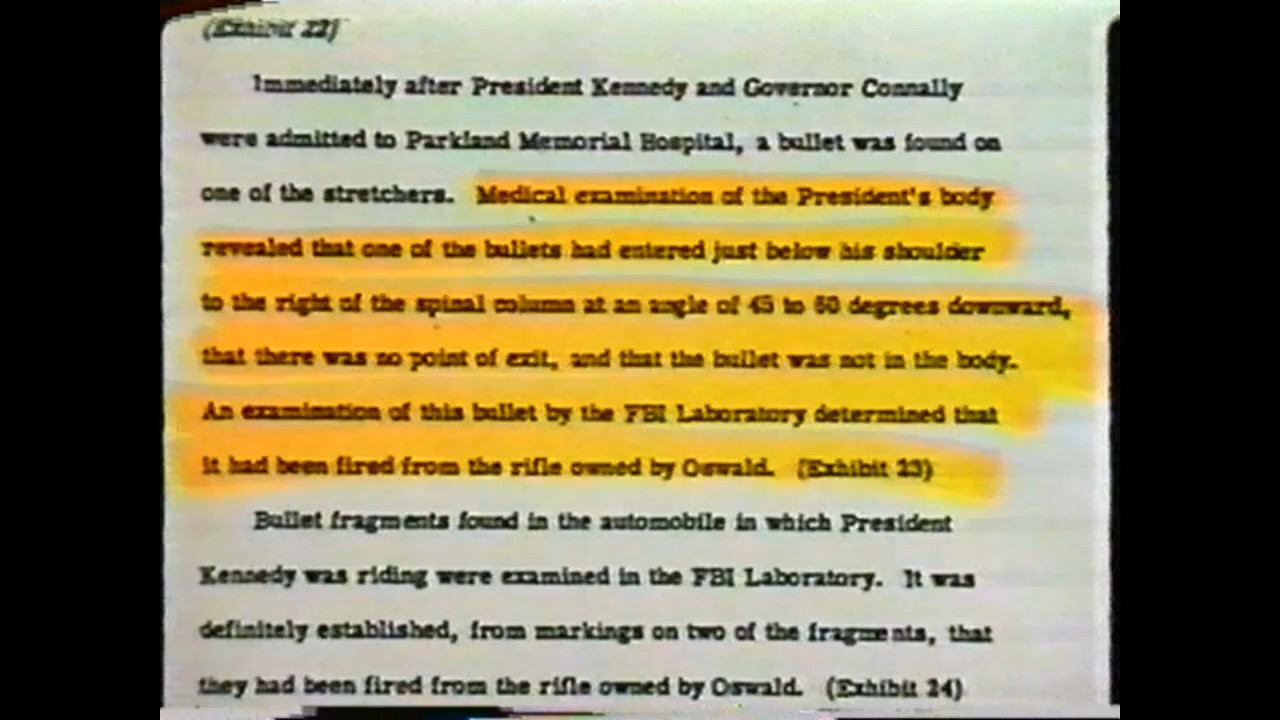 (Exhibit 22)
Immediately after President Kennedy and Governor Connally
were admitted to Parkland Memorial Hospital, a bullet was found on
one of the stretchers. Medical examination of the President's body
revealed that one of the bullets had entered just below his shoulder
to the right of the spinal column at an angle of 45 to 60 degrees downward,
that there was no point of exit, and that the bullet was not in the body.
An examination of this bullet by the FBI Laboratory determined that
it had been fired from the rifle owned by Oswald. (Exhibit 23)
Bullet fragments found in the automobile in which President
Kennedy was riding were examined in the FBI Laboratory. It was
definitely established, from markings on two of the fragments, that
they had been fired from the rifle owned by Oswald. (Exhibit 24)